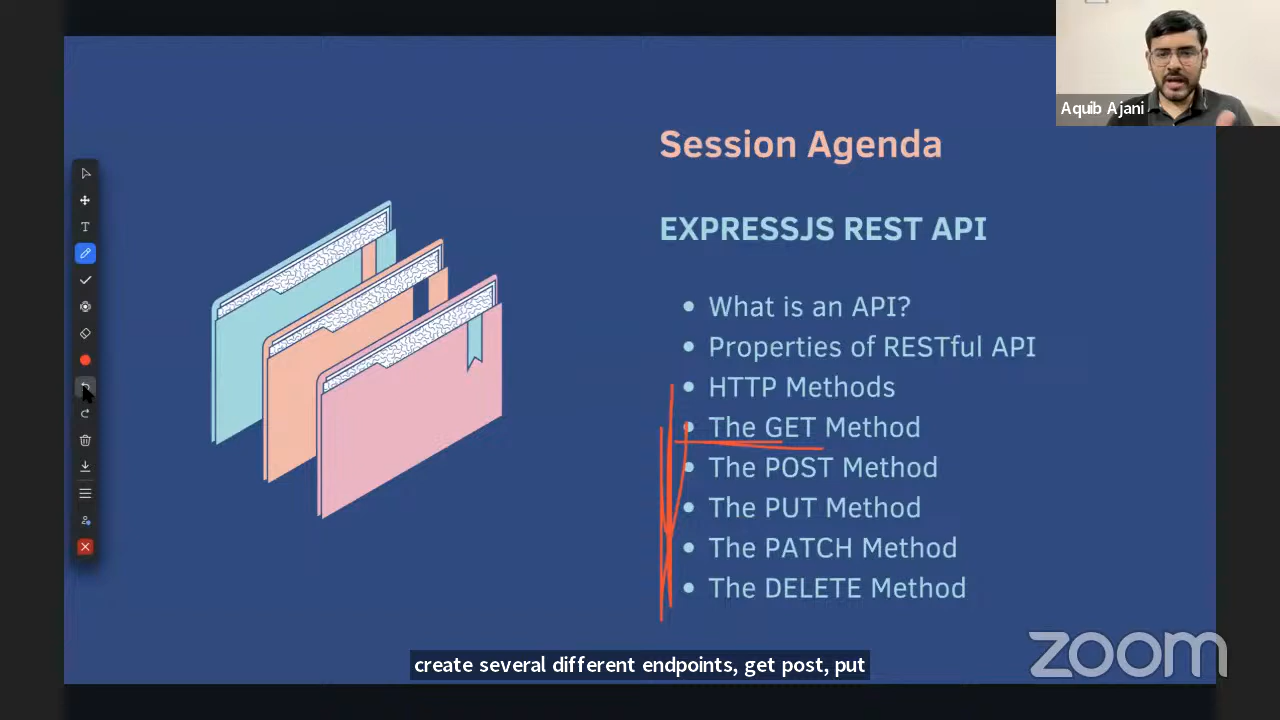 Aquib Ajani
Session Agenda
EXPRESSJS REST API
• What is an API?
• Properties of RESTful API
• HTTP Methods
• The GET Method
• The POST Method
• The PUT Method
• The PATCH Method
• The DELETE Method
zoom
create several different endpoints, get post, put